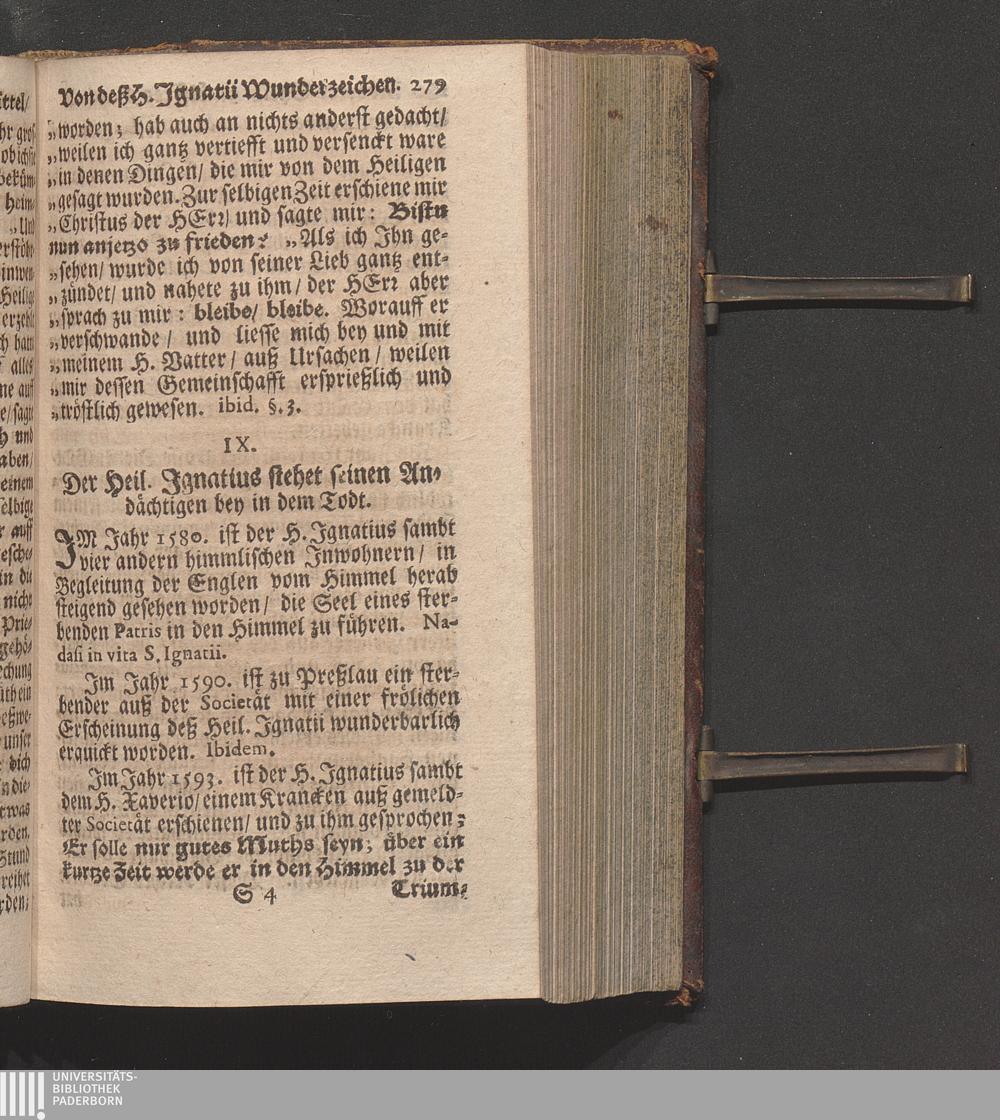 Von deß H. Ignatii Wunderzeichen. 279
„worden; hab auch an nichts anderst gedacht/
„weilen ich gantz vertiefft und versenckt ware
„in denen Dingen/ die mir von dem Heiligen
„gesagt wurden. Zur selbigen Zeit erschiene mir
„Christus der HErr/ und sagte mir: Bistu
nun anjetzo zu frieden? „Als ich Ihn ge-
„sehen/ wurde ich von seiner Lieb gantz ent-
„zündet/ und nahete zu ihm/ der HErr aber
„sprach zu mir: bleibe/ bleibe. Worauff er
„verschwande/ und liesse mich bey und mit
„meinem H. Vatter/ auß Ursachen/ weilen
„mir dessen Gemeinschafft ersprießlich und
„tröstlich gewesen. ibid. §. 3.
IX.
Der Heil. Ignatius stehet seinen An-
dächtigen bey in dem Todt.
IM Jahr 1580. ist der H. Ignatius sambt
vier andern himmlischen Inwohnern/ in
Begleitung der Englen vom Himmel herab
steigend gesehen worden/ die Seel eines ster-
benden Patris in den Himmel zu führen. Na-
dasi in vita S. Ignatii.
Im Jahr 1590. ist zu Preßlau ein ster-
bender auß der Societät mit einer frölichen
Erscheinung deß Heil. Ignatii wunderbarlich
erquickt worden. Ibidem.
Im Jahr 1593. ist der H. Ignatius sambt
dem H. Xaverio/ einem Krancken auß gemeld-
ter Societät erschienen/ und zu ihm gesprochen;
Er solle nur gutes Muths seyn; über ein
kurtze Zeit werde er in den Himmel zu der
S 4 Trium-
UNIVERSITÄTS-
BIBLIOTHEK
PADERBORN